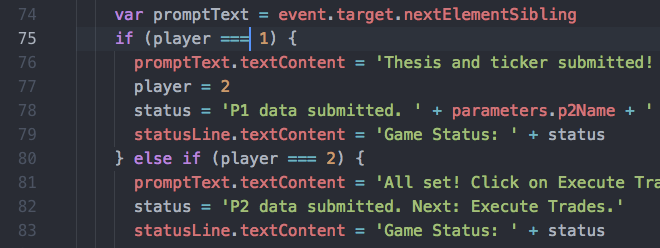 74 var promptText = event.target.nextElementSibling
75 if (player === 1) {
76 promptText.textContent = 'Thesis and ticker submitted!
77 player = 2
78 status = 'P1 data submitted. ' + parameters.p2Name + '
79 statusLine.textContent = 'Game Status: ' + status
80 } else if (player === 2) {
81 promptText.textContent = 'All set! Click on Execute Tra
82 status = 'P2 data submitted. Next: Execute Trades.'
83 statusLine.textContent = 'Game Status: ' + status